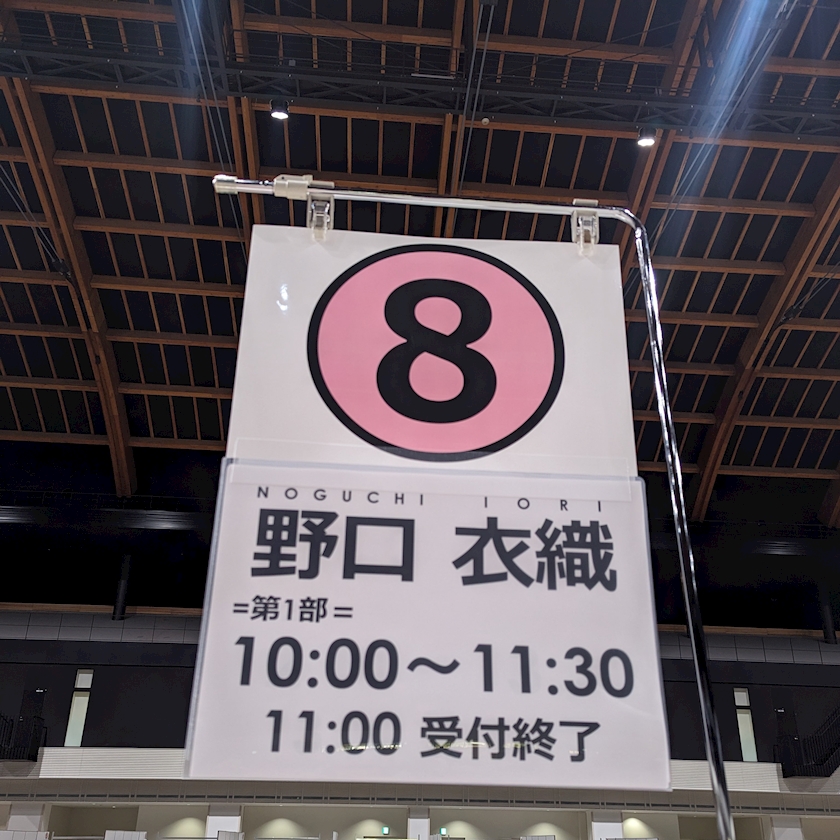 8
NOGUCHI IORI
野口 衣織
=第1部=
10:00〜11:30
11:00 受付終了